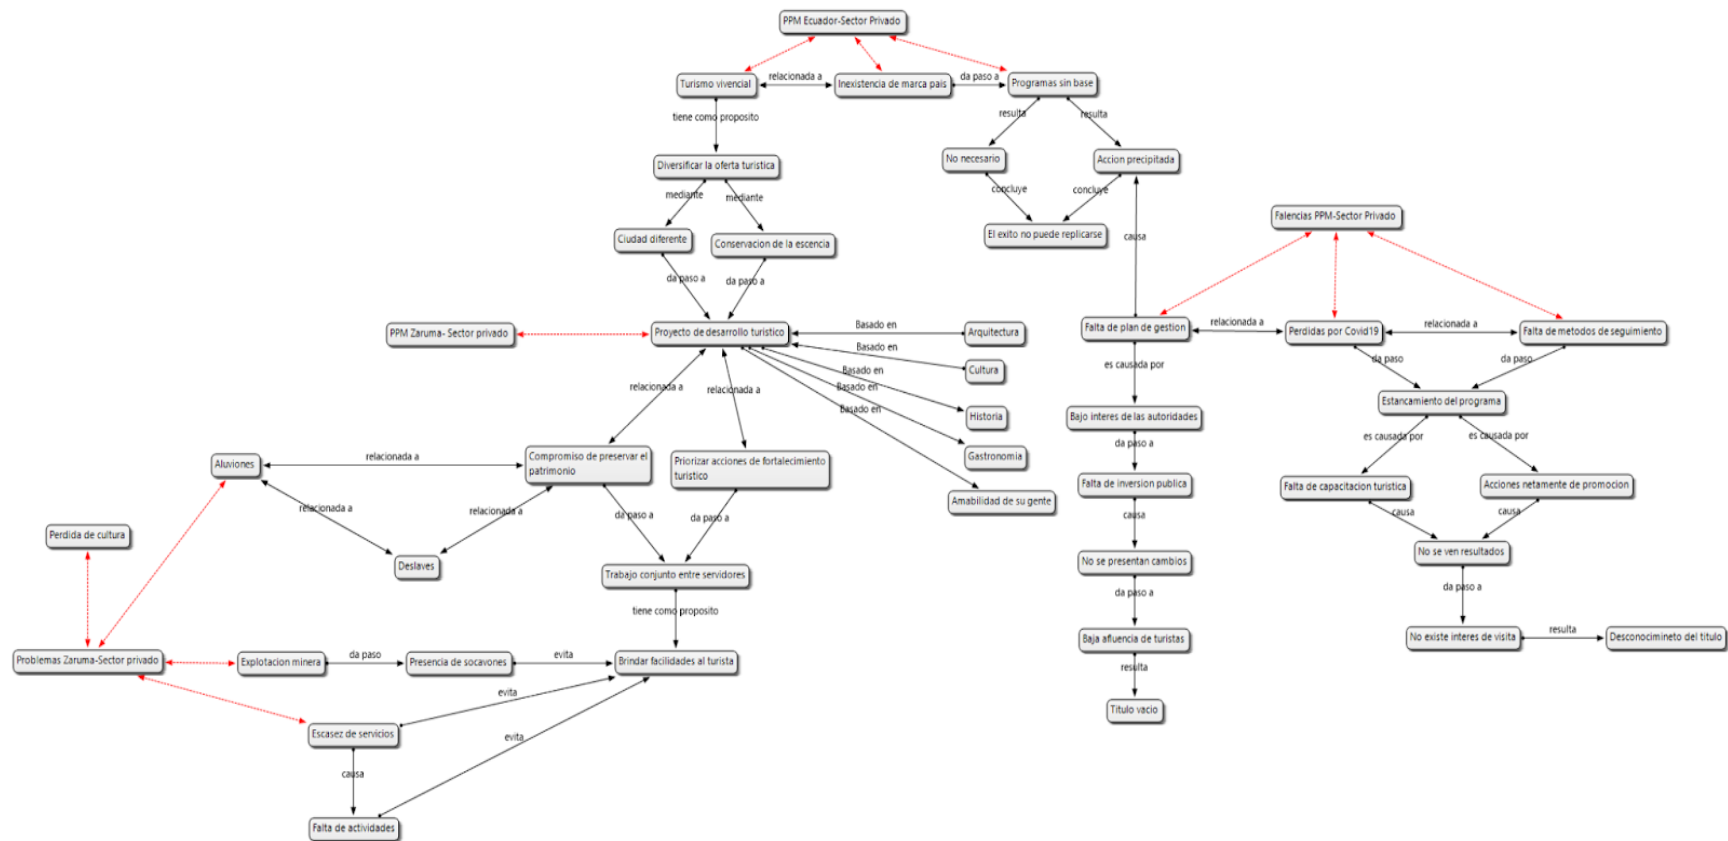 PPM Ecuador-Sector Privado
Turismo vivencial
relacionada a
Inexistencia de marca pais
da paso a
Programas sin base
tiene como proposito
resulta
resulta
Diversificar la oferta turistica
No necesario
Accion precipitada
mediante
mediante
concluye
concluye
Ciudad diferente
Conservacion de la escencia
El exito no puede replicarse
causa
Falencias PPM-Sector Privado
da paso a
da paso a
PPM Zaruma- Sector privado
Proyecto de desarrollo turistico
Basado en
Arquitectura
Basado en
Cultura
Basado en
Historia
Basado en
Gastronomia
Basado en
Amabilidad de su gente
Falta de plan de gestion
relacionada a
Perdidas por Covid19
relacionada a
Falta de metodos de seguimiento
es causada por
da paso
da paso
Bajo interes de las autoridades
Estancamiento del programa
da paso a
es causada por
es causada por
Falta de inversion publica
Falta de capacitacion turistica
Acciones netamente de promocion
causa
causa
causa
No se presentan cambios
No se ven resultados
da paso a
da paso a
Baja afluencia de turistas
No existe interes de visita
resulta
Desconocimineto del titulo
resulta
Titulo vacio
relacionada a
relacionada a
Aluviones
relacionada a
Compromiso de preservar el
patrimonio
Priorizar acciones de fortalecimiento
turistico
relacionada a
relacionada a
da paso a
da paso a
Perdida de cultura
Deslaves
Trabajo conjunto entre servidores
tiene como proposito
Problemas Zaruma-Sector privado
Explotacion minera
da paso
Presencia de socavones
evita
Brindar facilidades al turista
evita
Escasez de servicios
evita
causa
Falta de actividades